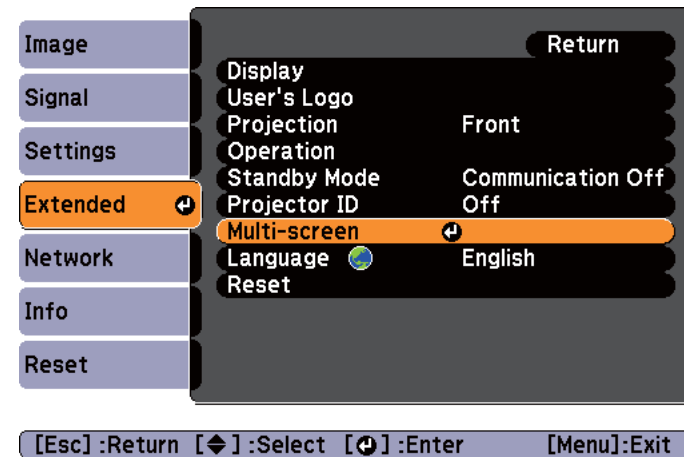 Image
Signal
Settings
Extended
Network
Info
Reset
Return
Display
User's Logo
Projection Front
Operation
Standby Mode Communication Off
Projector ID Off
Multi-screen
Language English
Reset
[Esc] :Return [◆] :Select [↵] :Enter [Menu]:Exit